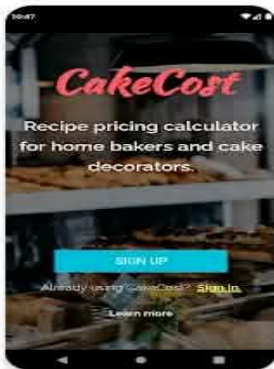 10:47
CakeCost
Recipe pricing calculator
for home bakers and cake
decorators.
SIGN UP
Already using CakeCost? Sign in.
Learn more